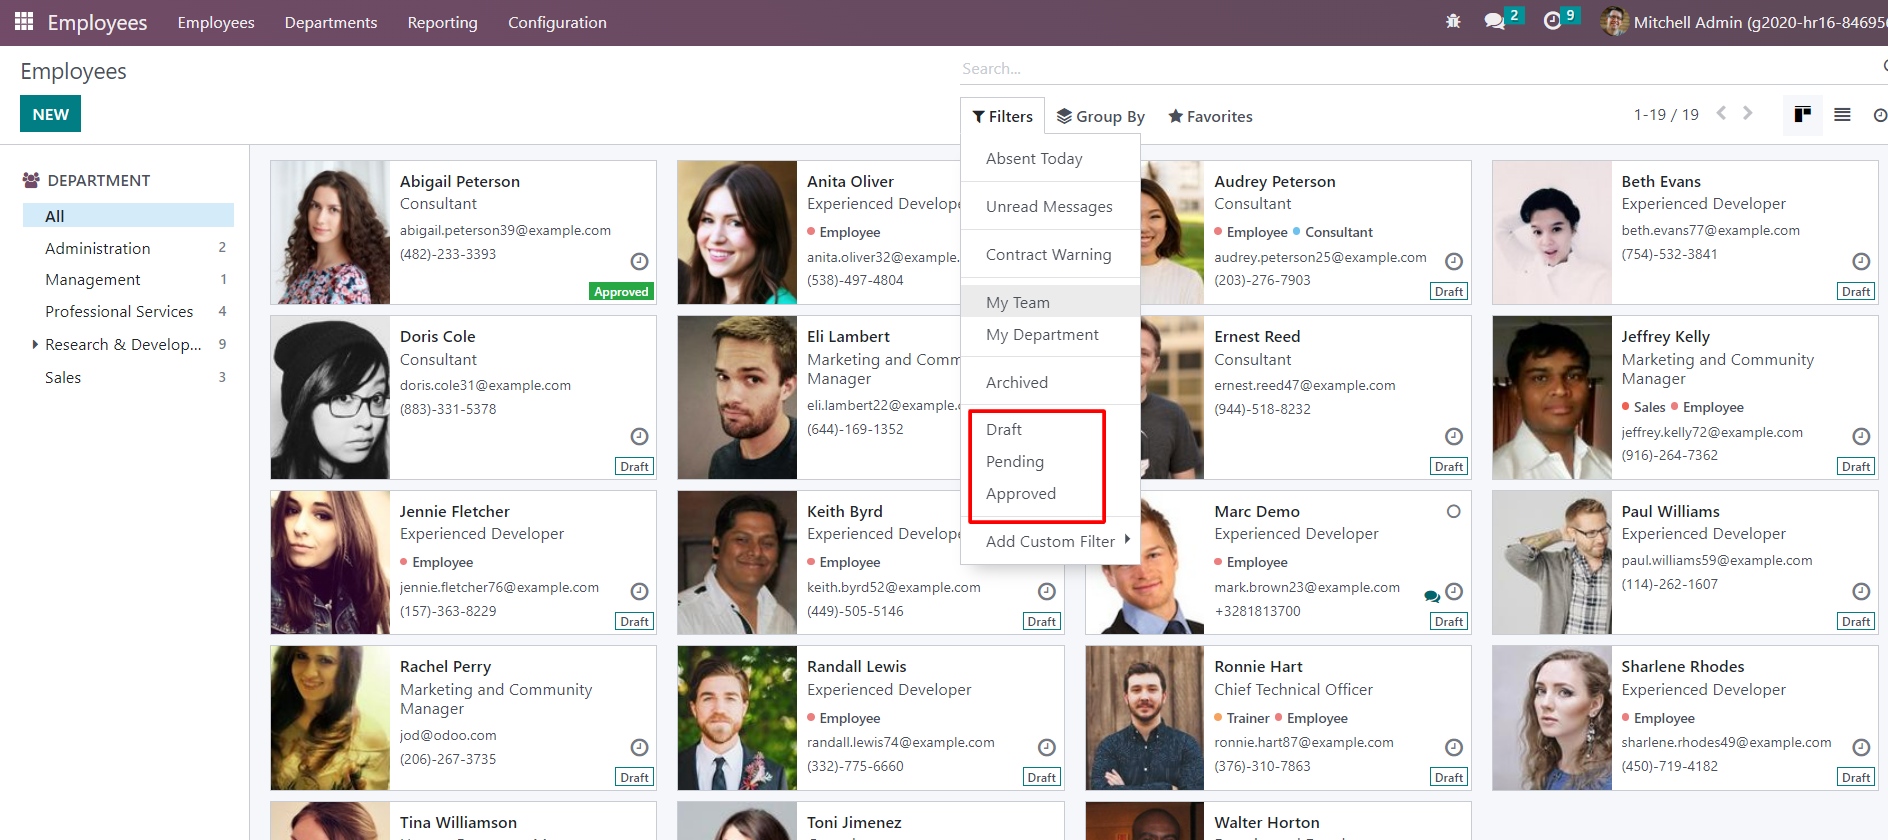 Employees Employees Departments Reporting Configuration 2 9 Mitchell Admin (g2020-hr16-84695
Employees
Search...
NEW
Filters Group By Favorites 1-19 / 19
DEPARTMENT
All
Administration 2
Management 1
Professional Services 4
Research & Develop... 9
Sales 3
Absent Today
Unread Messages
Contract Warning
My Team
My Department
Archived
Draft
Pending
Approved
Add Custom Filter
Abigail Peterson
Consultant
abigail.peterson39@example.com
(482)-233-3393
Approved
Anita Oliver
Experienced Develope
Employee
anita.oliver32@example.
(538)-497-4804
Audrey Peterson
Consultant
Employee Consultant
audrey.peterson25@example.com
(203)-276-7903
Draft
Beth Evans
Experienced Developer
beth.evans77@example.com
(754)-532-3841
Draft
Doris Cole
Consultant
doris.cole31@example.com
(883)-331-5378
Draft
Eli Lambert
Marketing and Comm
Manager
eli.lambert22@example.c
(644)-169-1352
Ernest Reed
Consultant
ernest.reed47@example.com
(944)-518-8232
Draft
Jeffrey Kelly
Marketing and Community
Manager
Sales Employee
jeffrey.kelly72@example.com
(916)-264-7362
Draft
Jennie Fletcher
Experienced Developer
Employee
jennie.fletcher76@example.com
(157)-363-8229
Draft
Keith Byrd
Experienced Develope
Employee
keith.byrd52@example.com
(449)-505-5146
Draft
Marc Demo
Experienced Developer
Employee
mark.brown23@example.com
+3281813700
Draft
Paul Williams
Experienced Developer
paul.williams59@example.com
(114)-262-1607
Draft
Rachel Perry
Marketing and Community
Manager
jod@odoo.com
(206)-267-3735
Draft
Randall Lewis
Experienced Developer
Employee
randall.lewis74@example.com
(332)-775-6660
Draft
Ronnie Hart
Chief Technical Officer
Trainer Employee
ronnie.hart87@example.com
(376)-310-7863
Draft
Sharlene Rhodes
Experienced Developer
Employee
sharlene.rhodes49@example.com
(450)-719-4182
Draft
Tina Williamson
Toni Jimenez
Walter Horton